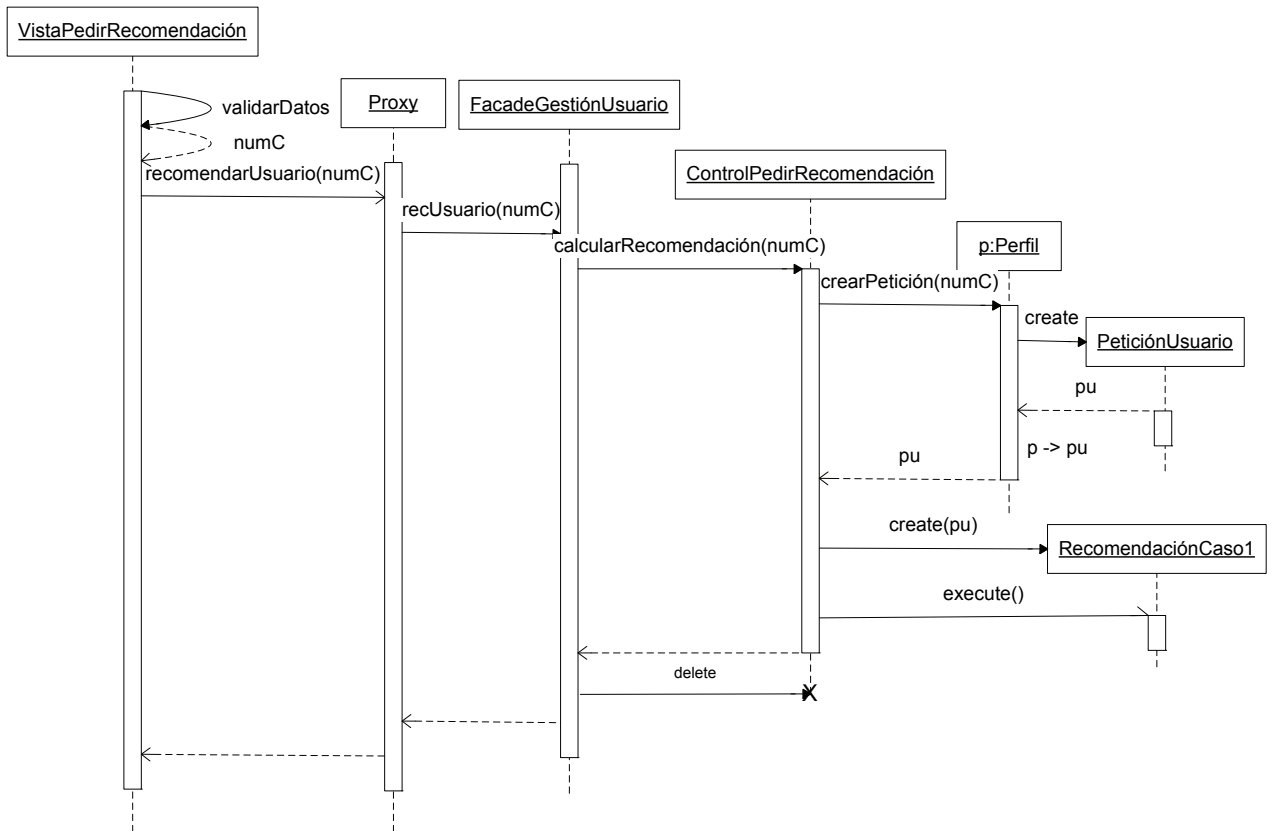 VistaPedirRecomendación
Proxy
FacadeGestiónUsuario
validarDatos
numC
recomendarUsuario(numC)
ControlPedirRecomendación
recUsuario(numC)
calcularRecomendación(numC)
p:Perfil
crearPetición(numC)
create
PeticiónUsuario
pu
p -> pu
pu
create(pu)
RecomendaciónCaso1
execute()
delete
X